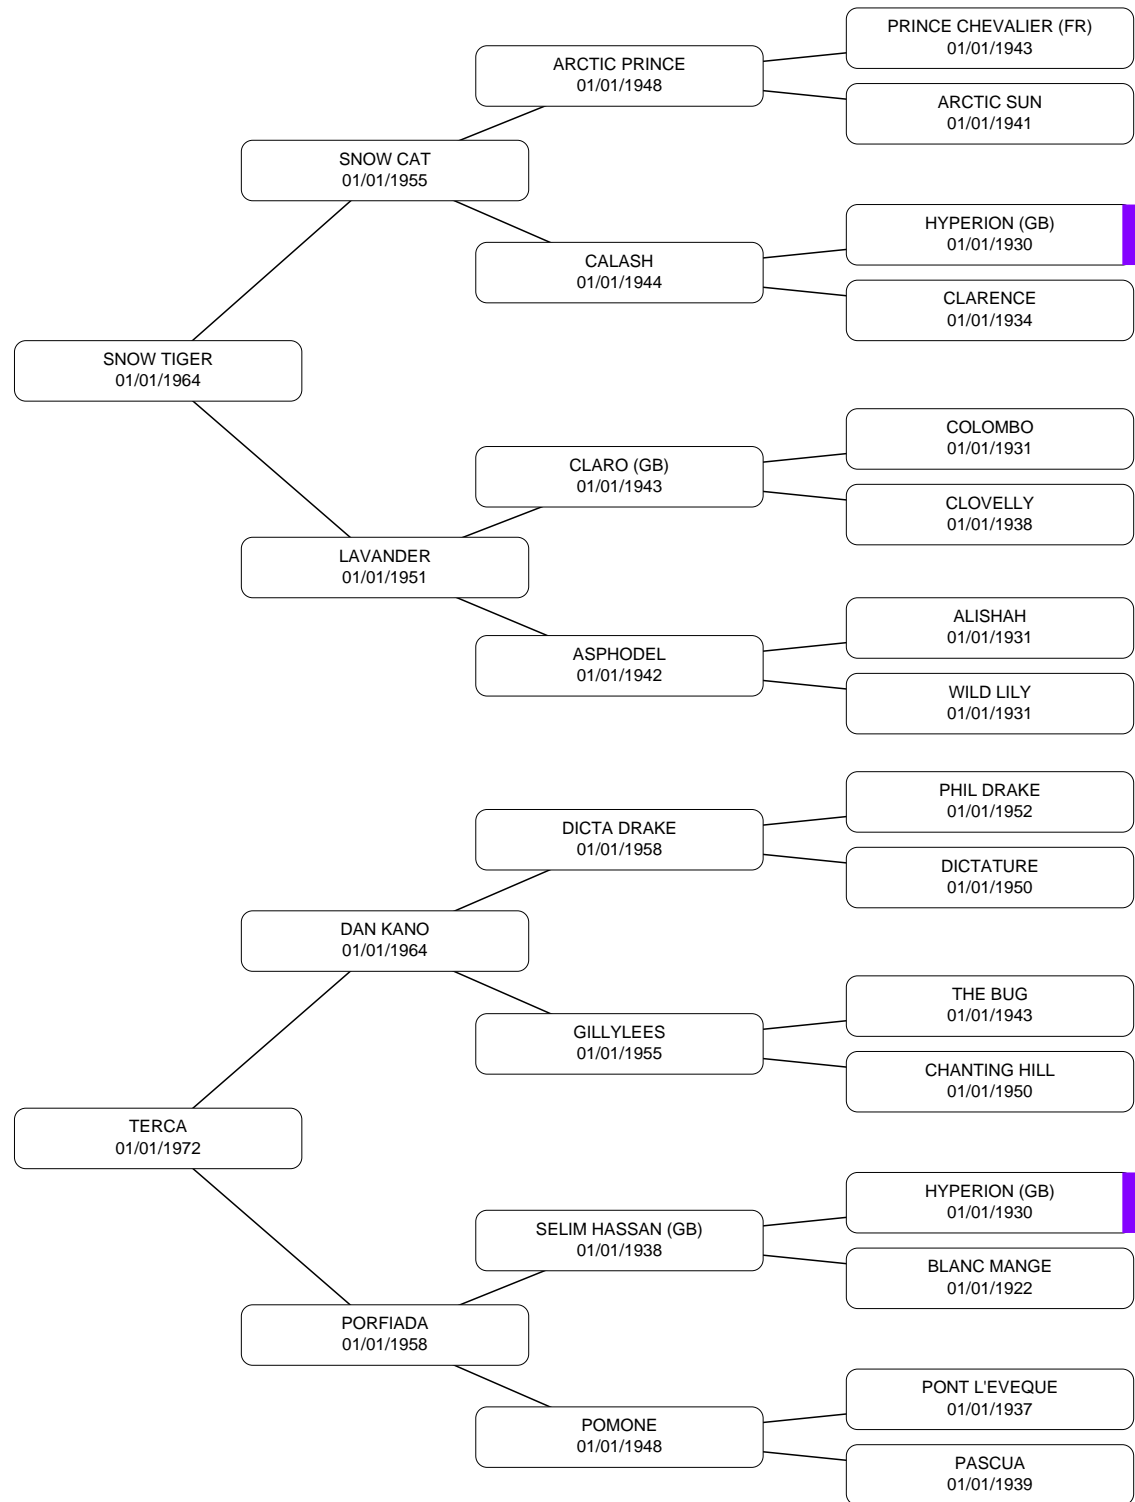 PRINCE CHEVALIER (FR)
01/01/1943
ARCTIC PRINCE
01/01/1948
ARCTIC SUN
01/01/1941
SNOW CAT
01/01/1955
HYPERION (GB)
01/01/1930
CALASH
01/01/1944
CLARENCE
01/01/1934
SNOW TIGER
01/01/1964
COLOMBO
01/01/1931
CLARO (GB)
01/01/1943
CLOVELLY
01/01/1938
LAVANDER
01/01/1951
ALISHAH
01/01/1931
ASPHODEL
01/01/1942
WILD LILY
01/01/1931
PHIL DRAKE
01/01/1952
DICTA DRAKE
01/01/1958
DICTATURE
01/01/1950
DAN KANO
01/01/1964
THE BUG
01/01/1943
GILLYLEES
01/01/1955
CHANTING HILL
01/01/1950
TERCA
01/01/1972
HYPERION (GB)
01/01/1930
SELIM HASSAN (GB)
01/01/1938
BLANC MANGE
01/01/1922
PORFIADA
01/01/1958
PONT L'EVEQUE
01/01/1937
POMONE
01/01/1948
PASCUA
01/01/1939